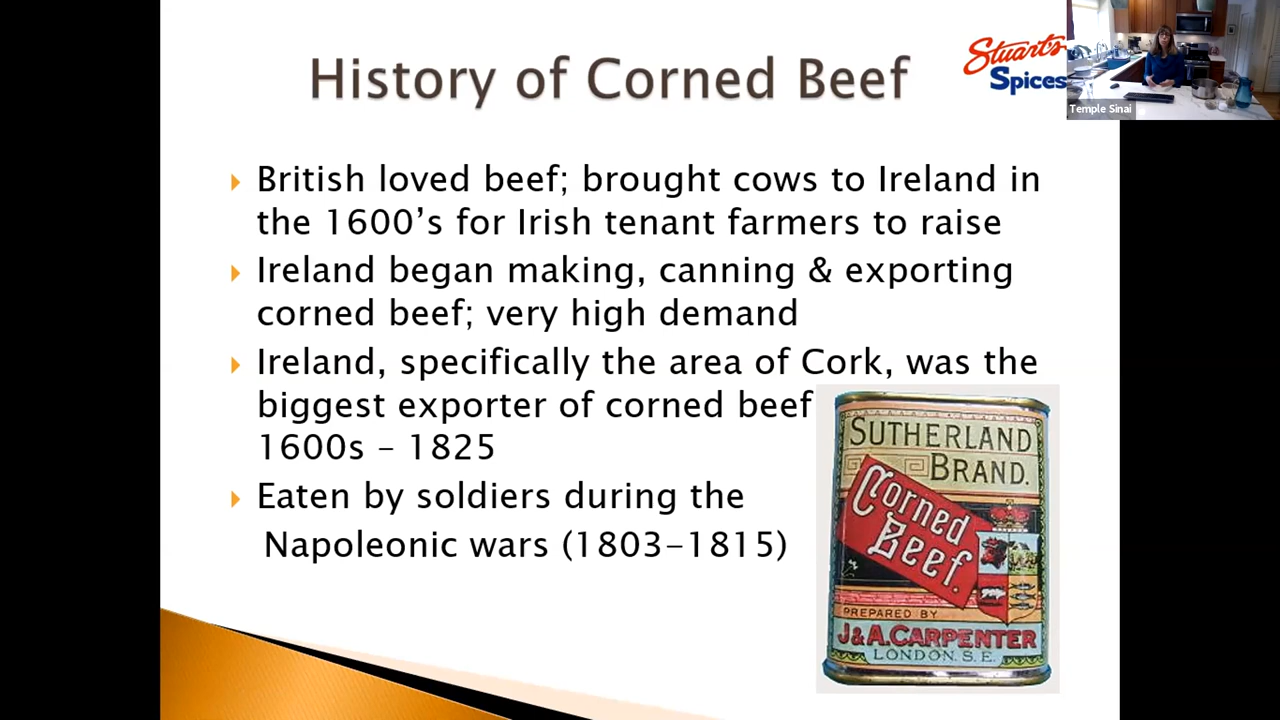 History of Corned Beef
Stuart's
Spices
Temple Sinai
British loved beef; brought cows to Ireland in
the 1600’s for Irish tenant farmers to raise
Ireland began making, canning & exporting
corned beef; very high demand
Ireland, specifically the area of Cork, was the
biggest exporter of corned beef
1600s – 1825
Eaten by soldiers during the
Napoleonic wars (1803–1815)
SUTHERLAND
BRAND.
Corned
Beef.
PREPARED BY
J&A.CARPENTER
LONDON. S.E.